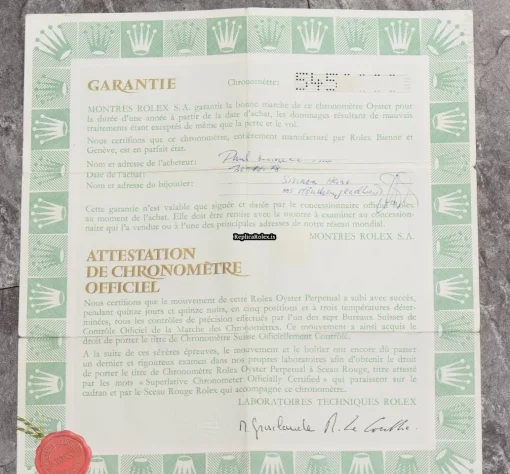 GARANTIE
Chronomètre: 545
MONTRES ROLEX S.A. garantit la bonne marche de ce chronomètre Oyster pour
la durée d'une année à partir de la date d'achat, les dommages résultant de mauvais
traitements étant exceptés de même que la perte et le vol.
Nous certifions que ce chronomètre, entièrement manufacturé par Rolex Bienne et
Genève, est en parfait état.
Nom et adresse de l'acheteur:
Date de l'achat:
Nom et adresse du bijoutier:
Cette garantie n'est valable que signée et datée par le concessionnaire officiel
au moment de l'achat. Elle doit être remise avec la montre à examiner au concession-
naire qui l'a vendue ou à l'une des principales adresses de notre réseau mondial.
MONTRES ROLEX S.A.
ReplicaRolex.is
ATTESTATION
DE CHRONOMÈTRE
OFFICIEL
Nous certifions que le mouvement de cette Rolex Oyster Perpetual a subi avec succès,
pendant quinze jours et quinze nuits, en cinq positions et à trois températures déter-
minées, tous les contrôles de précision effectués par l'un des sept Bureaux Suisses de
Contrôle Officiel de la Marche des Chronomètres. Ce mouvement a ainsi acquis le
droit de porter le titre de Chronomètre Suisse Officiellement Contrôlé.
A la suite de ces sévères épreuves, le mouvement et le boîtier ont encore dû passer
un dernier et rigoureux examen dans nos propres laboratoires afin d'obtenir le droit
de porter le titre de Chronomètre Rolex Oyster Perpetual à Sceau Rouge, titre attesté
par les mots « Superlative Chronometer Officially Certified » qui paraissent sur le
cadran et par le Sceau Rouge Rolex qui accompagne ce chronomètre.
LABORATOIRES TECHNIQUES ROLEX